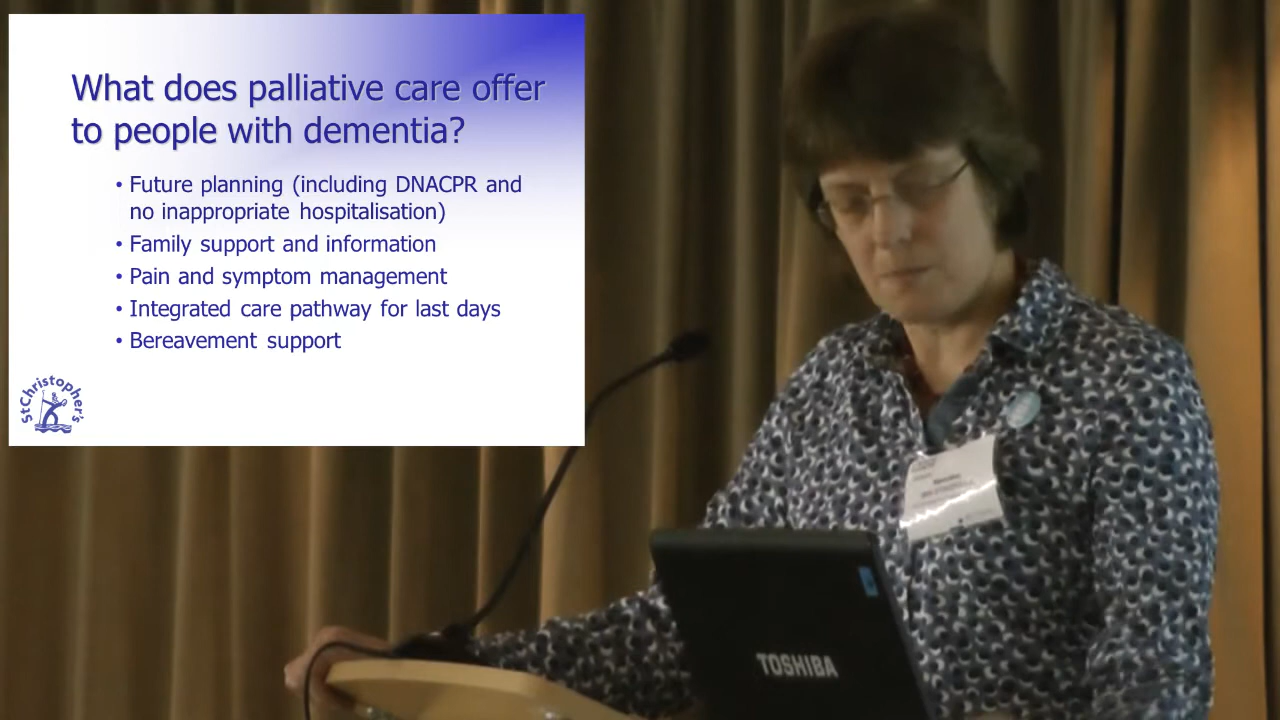 What does palliative care offer
to people with dementia?
• Future planning (including DNACPR and
no inappropriate hospitalisation)
• Family support and information
• Pain and symptom management
• Integrated care pathway for last days
• Bereavement support
StChristopher's
TOSHIBA